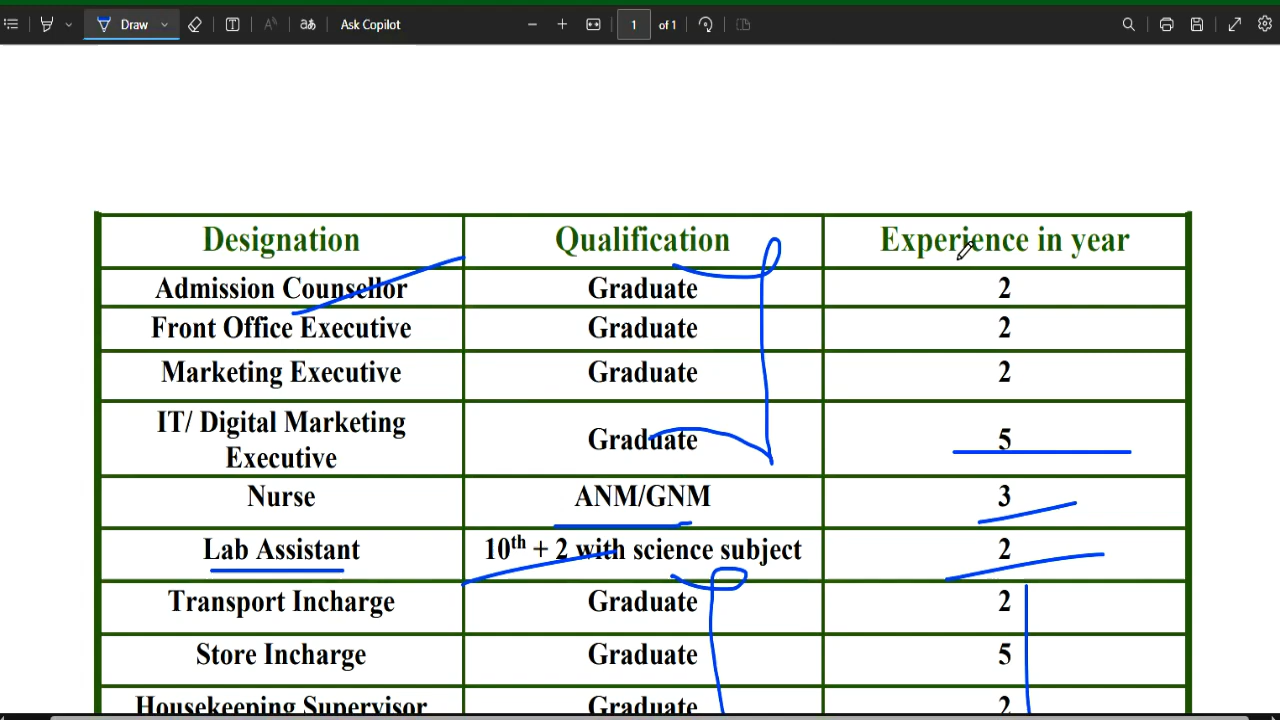 Draw
Ask Copilot
1 of 1
Designation Qualification Experience in year
Admission Counsellor Graduate 2
Front Office Executive Graduate 2
Marketing Executive Graduate 2
IT/ Digital Marketing
Executive Graduate 5
Nurse ANM/GNM 3
Lab Assistant 10th + 2 with science subject 2
Transport Incharge Graduate 2
Store Incharge Graduate 5
Housekeeping Supervisor Graduate 2